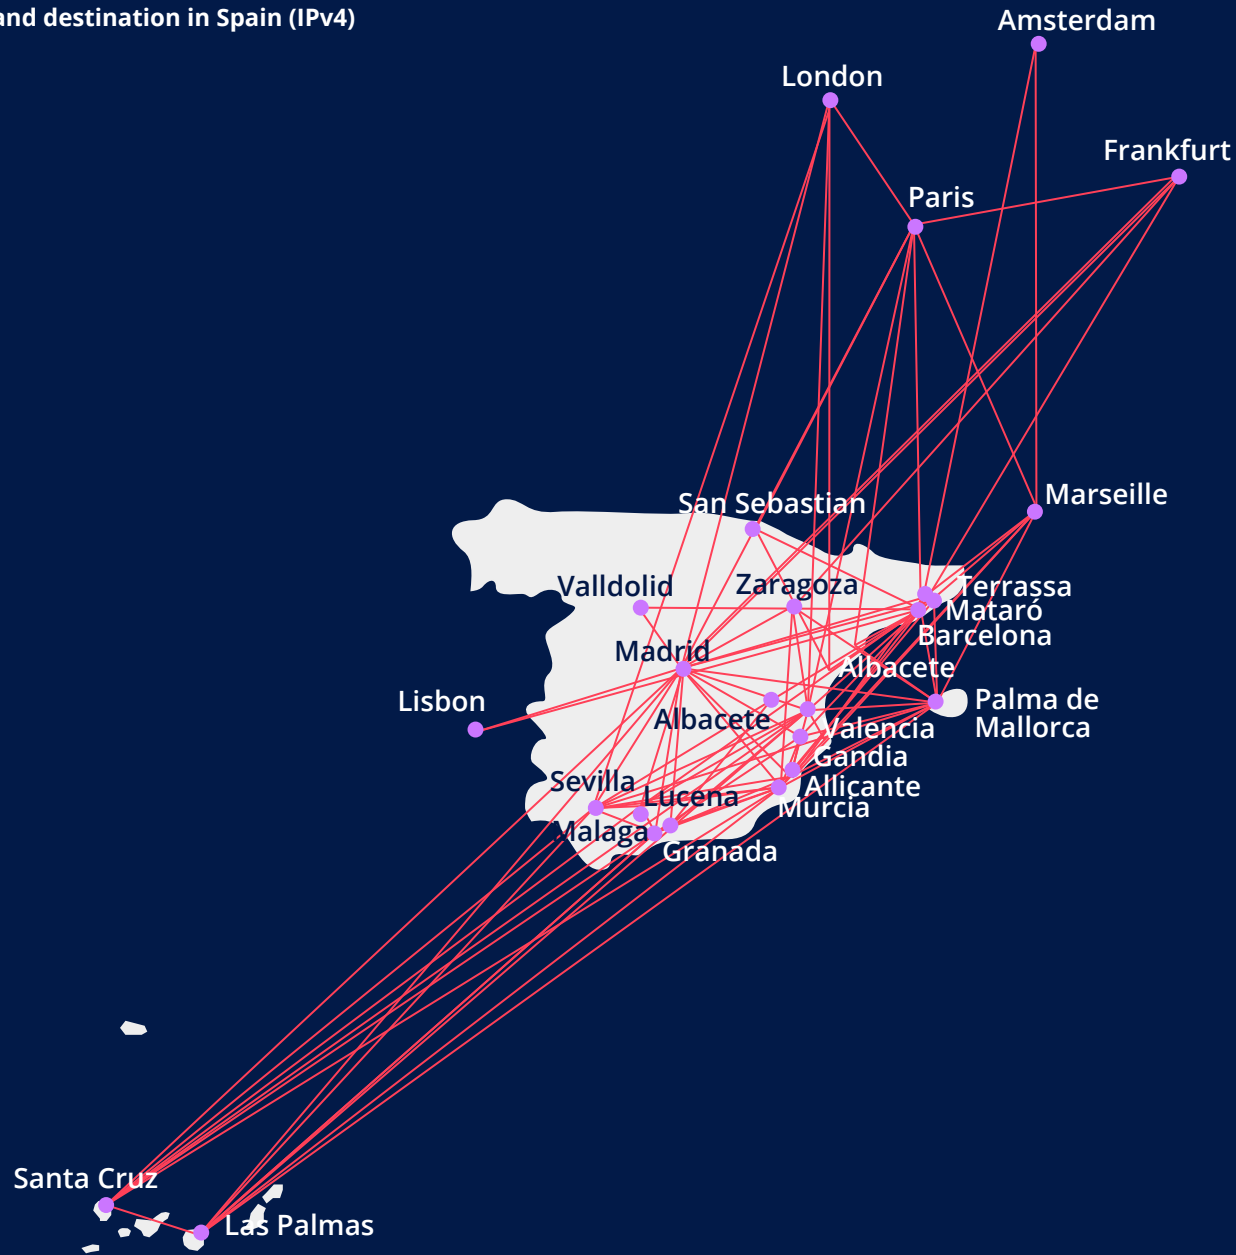 and destination in Spain (IPv4)
Amsterdam
London
Frankfurt
Paris
Marseille
San Sebastian
Valldolid
Zaragoza
Terrassa
Mataró
Barcelona
Madrid
Albacete
Lisbon
Albacete
Palma de
Mallorca
Valencia
Gandia
Sevilla
Lucena
Allicante
Murcia
Malaga
Granada
Santa Cruz
Las Palmas